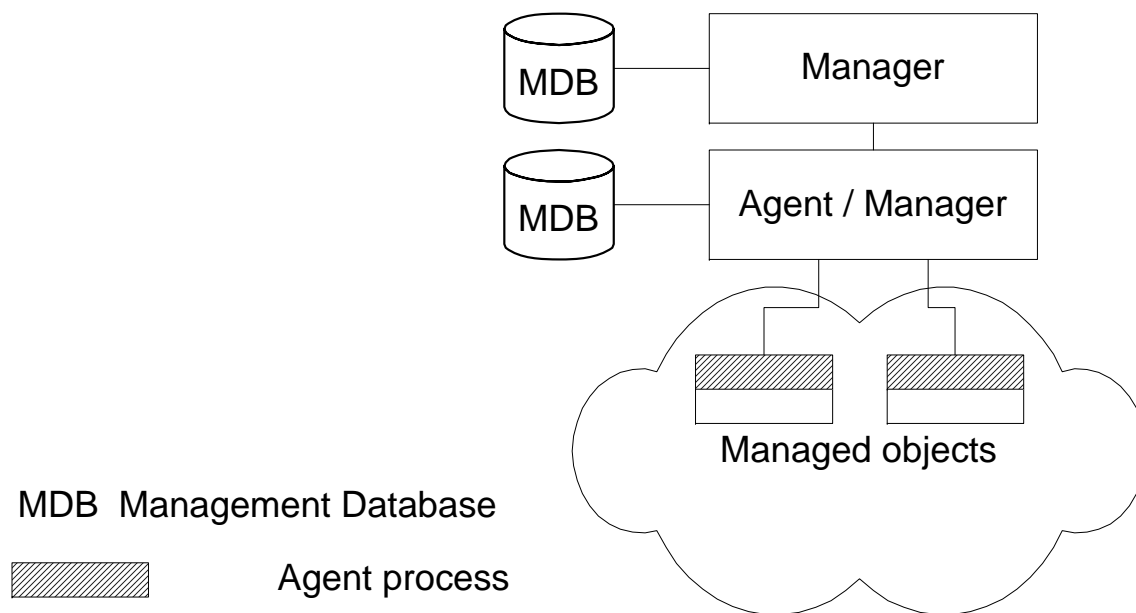 MDB
Manager
MDB
Agent / Manager
Managed objects
MDB Management Database
Agent process